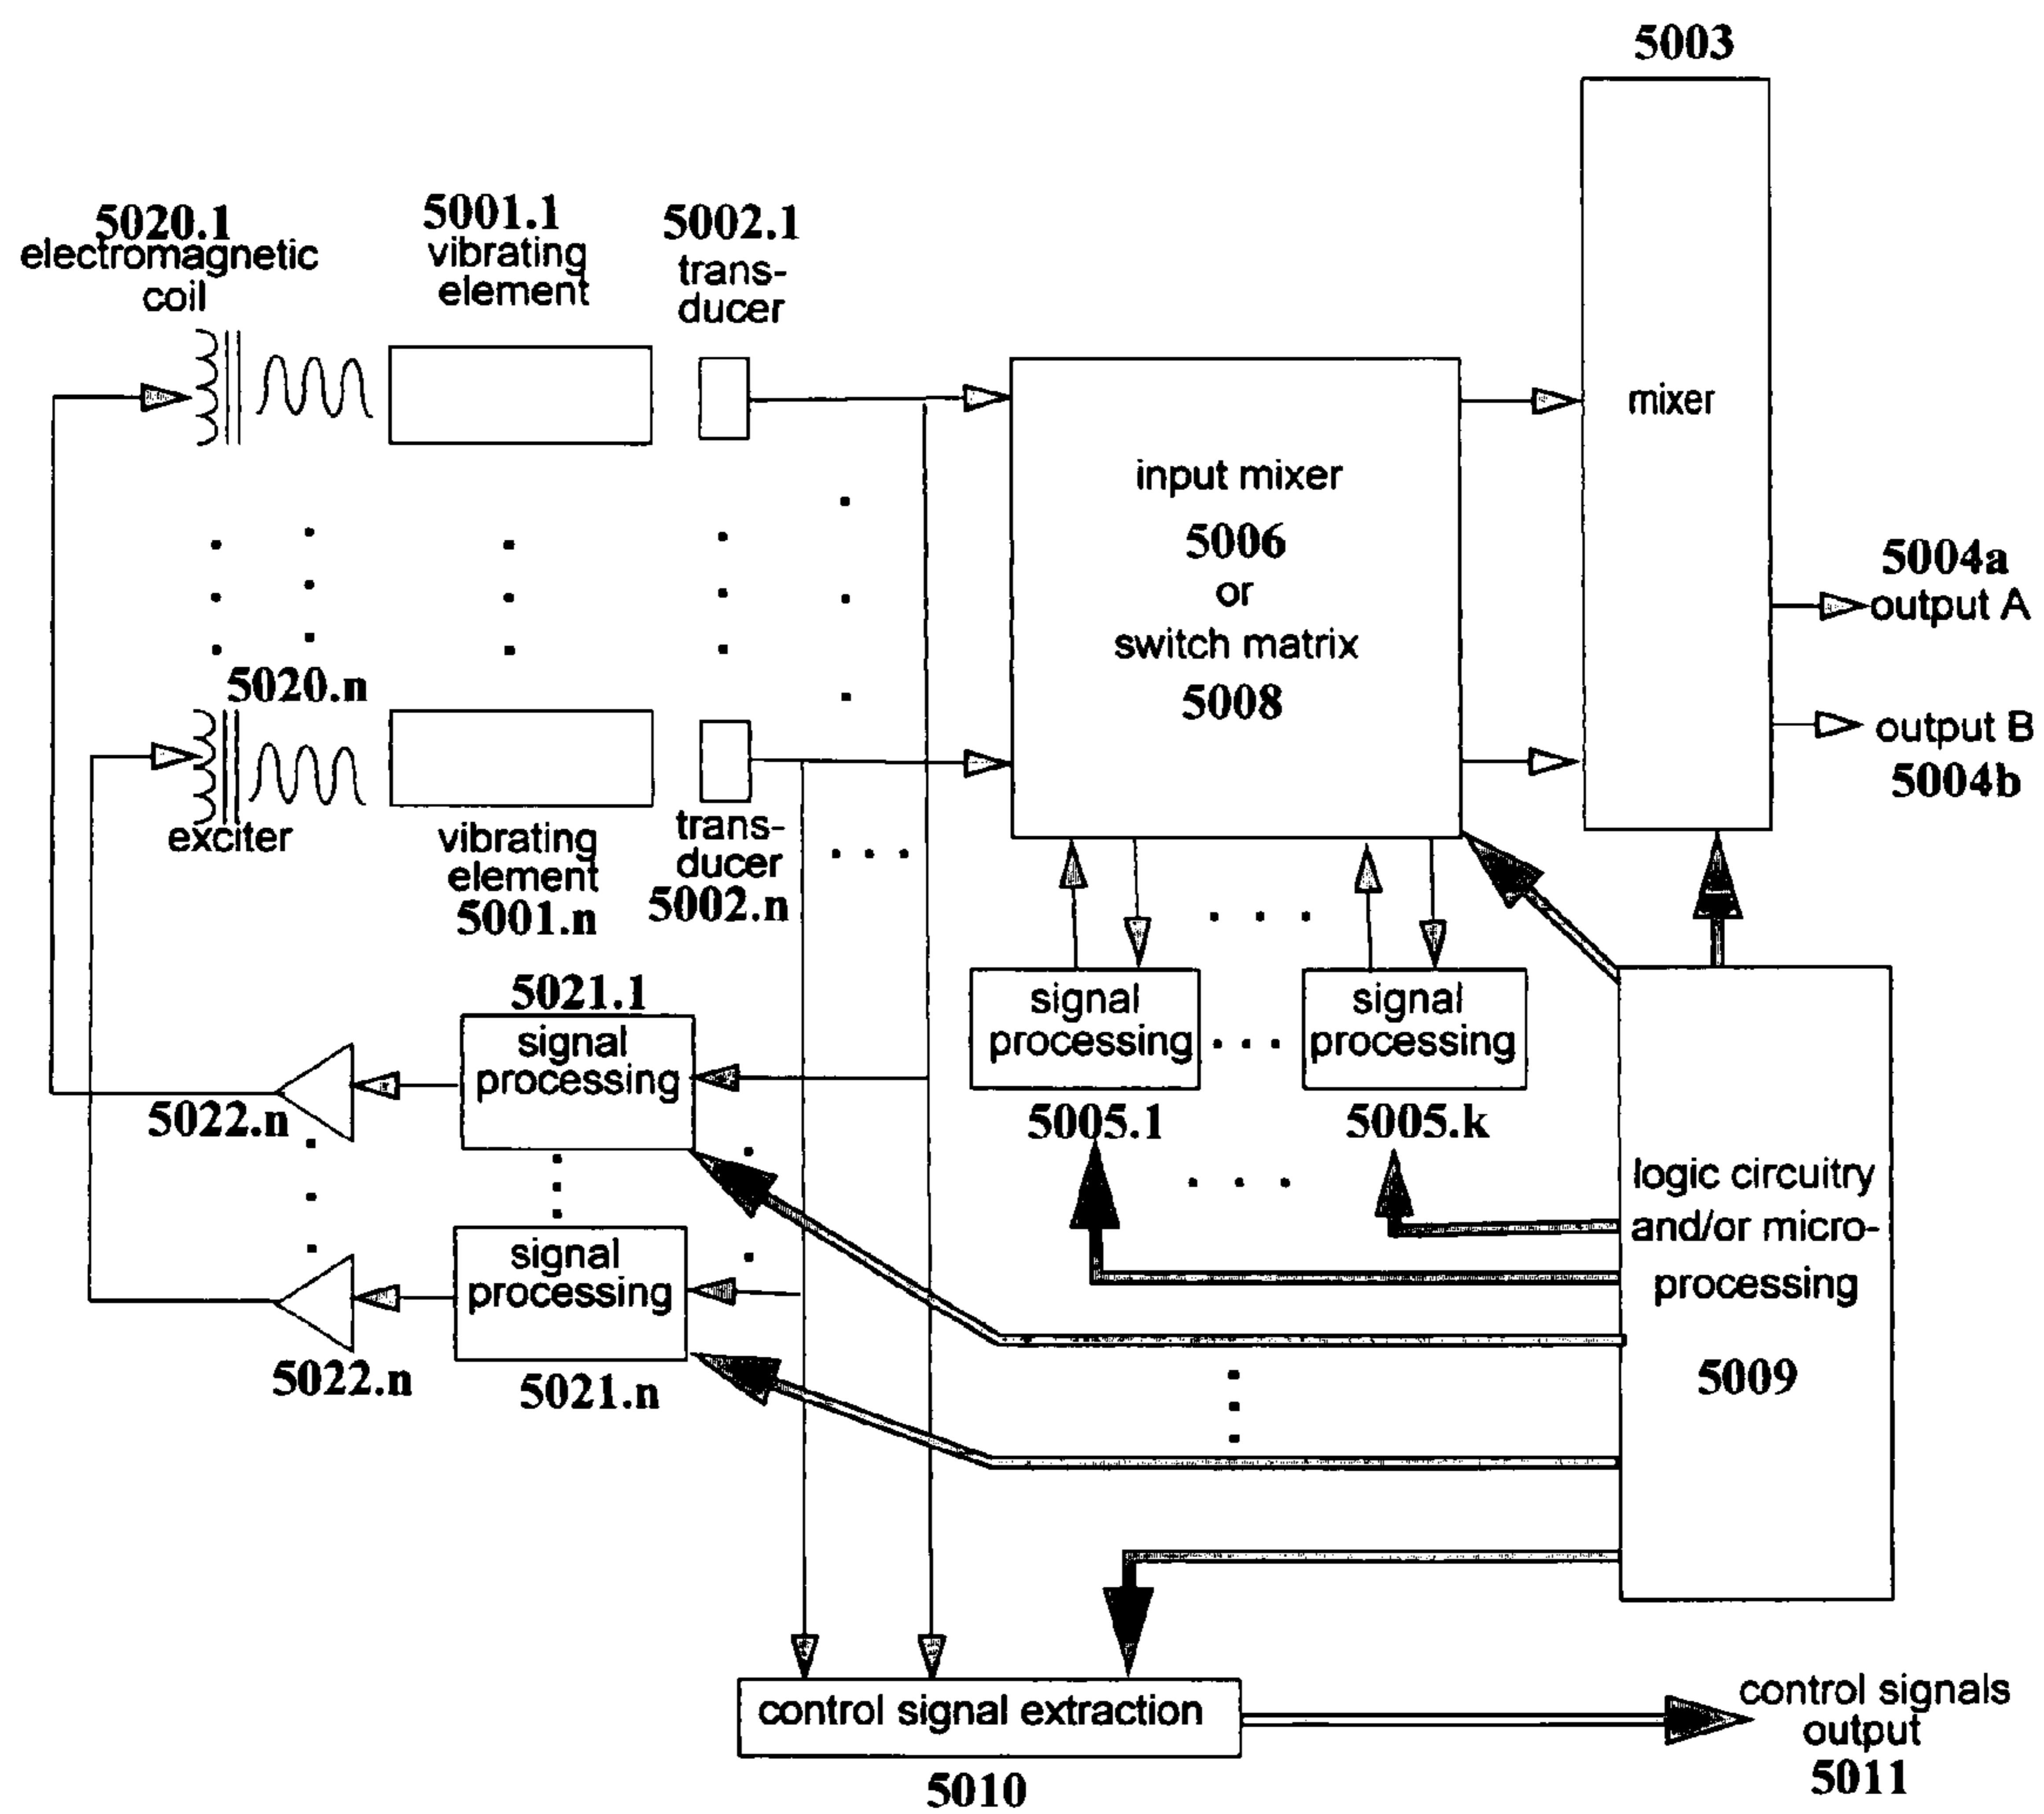 5003
5020.1
electromagnetic
coil
5001.1
vibrating
element
5002.1
trans-
ducer
mixer
input mixer
5006
or
switch matrix
5008
5004a
output A
output B
5004b
5020.n
exciter
vibrating
element
5001.n
trans-
ducer
5002.n
5021.1
signal
processing
5022.n
signal
processing
5005.1
signal
processing
5005.k
signal
processing
5021.n
5022.n
logic circuitry
and/or micro-
processing
5009
control signal extraction
5010
control signals
output
5011